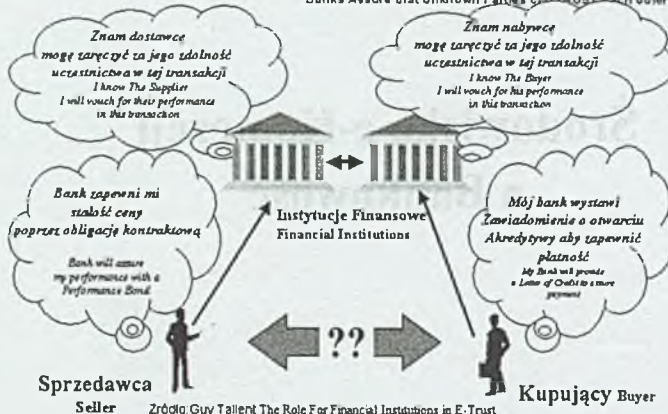 Banks Assure that Unknown Parties
Znam dostawcę
mogę zaręczyć za jego zdolność
uczestnictwa w tej transakcji
I know The Supplier
I will vouch for their performance
in this transaction
Znam nabywcę
mogę zaręczyć za jego zdolność
uczestnictwa w tej transakcji
I know The Buyer
I will vouch for his performance
in this transaction
Bank zapewni mi
stałość ceny
poprzez obligację kontraktową
Bank will assure
my performance with a
Performance Bond
Instytucje Finansowe
Financial Institutions
Mój bank wystawi
Zawiadomienie o otwarciu
Akredytywy aby zapewnić
płatność
My Bank will provide
a Letter of Credit to assure
payment
??
Sprzedawca
Seller
Kupujący Buyer
Źródło: Guy Tallent The Role For Financial Institutions in E-Trust